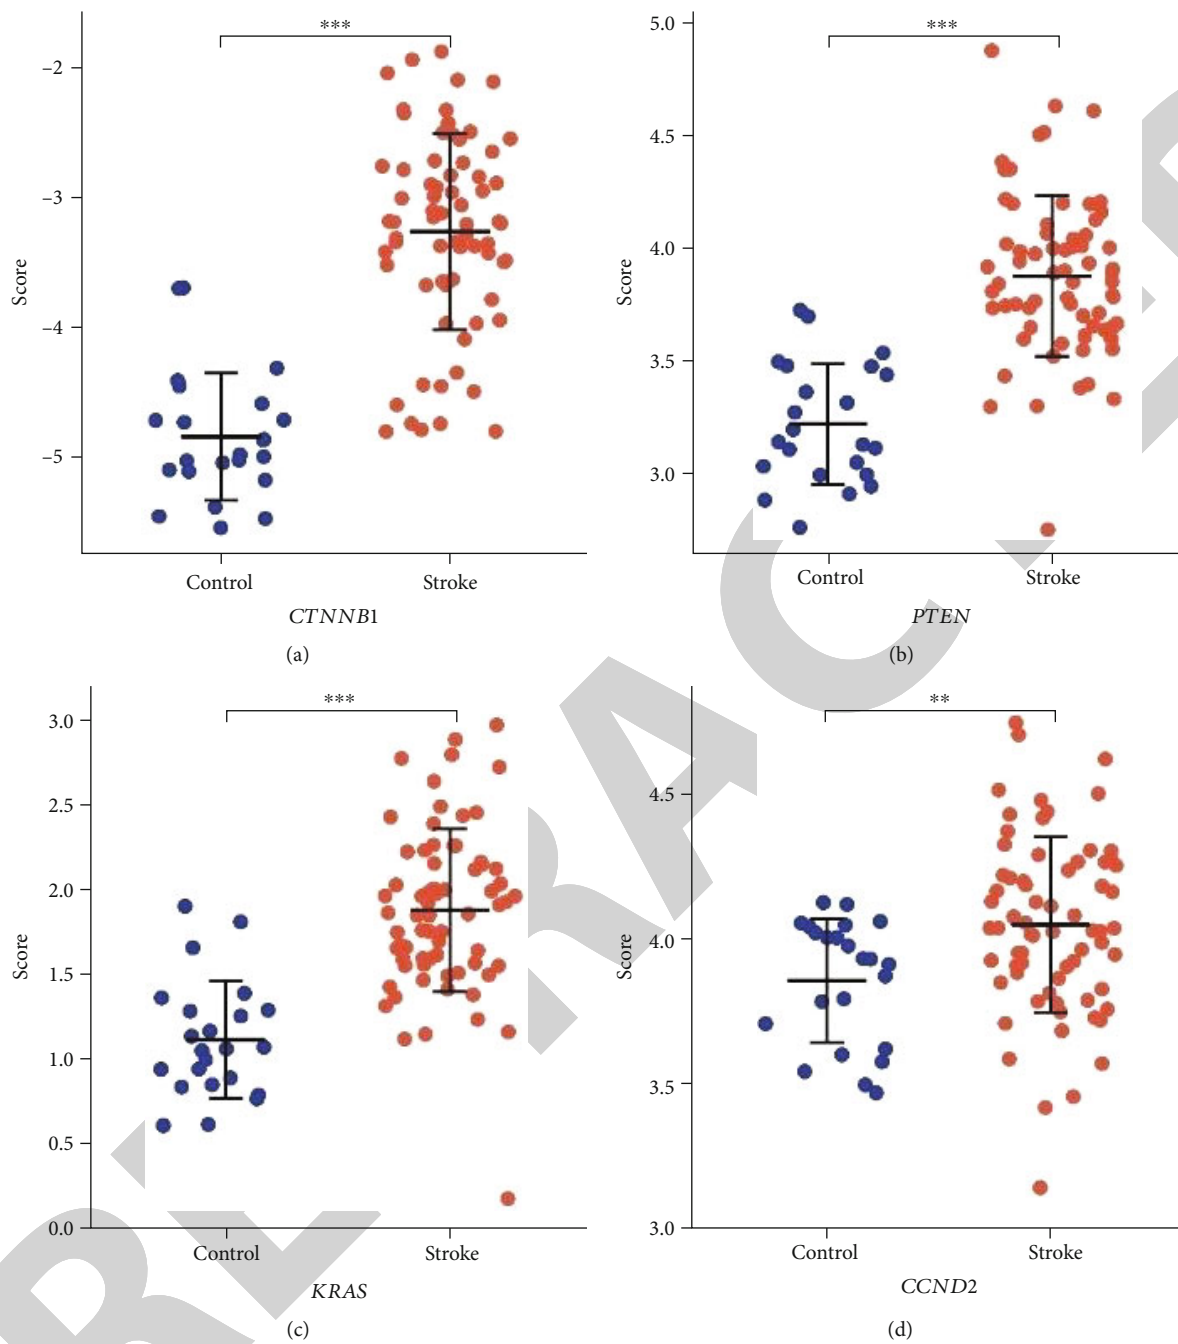 ***
Score
−2
−3
−4
−5
Control
Stroke
CTNNB1
(a)
***
Score
5.0
4.5
4.0
3.5
3.0
Control
Stroke
PTEN
(b)
***
Score
3.0
2.5
2.0
1.5
1.0
0.5
0.0
Control
Stroke
KRAS
(c)
**
Score
4.5
4.0
3.5
3.0
Control
Stroke
CCND2
(d)